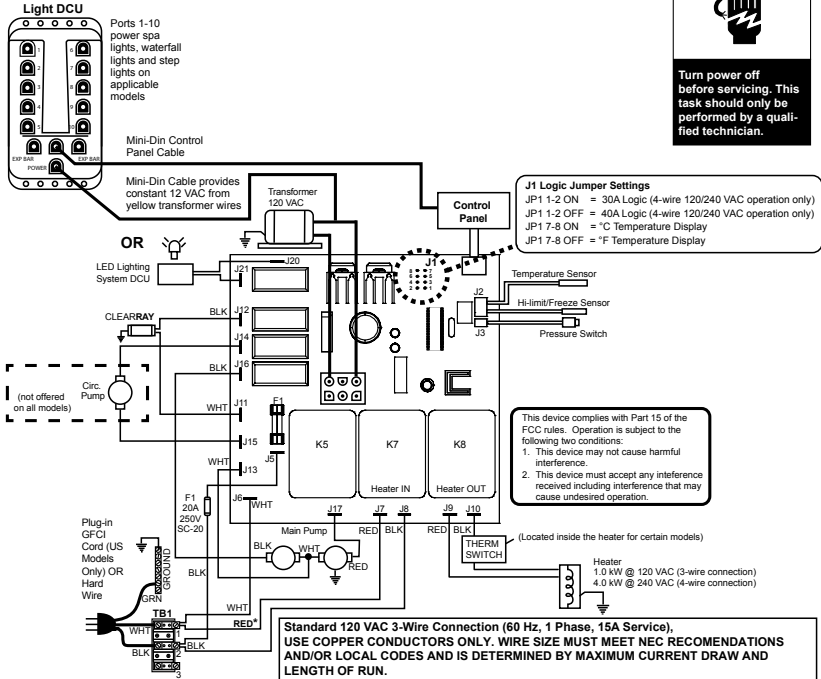 Light DCU
Ports 1-10
power spa
lights, waterfall
lights and step
lights on
applicable
models
1
2
3
4
5
6
7
8
9
10
EXP BAR
EXP BAR
POWER
Turn power off
before servicing. This
task should only be
performed by a quali-
fied technician.
Mini-Din Control
Panel Cable
Mini-Din Cable provides
constant 12 VAC from
yellow transformer wires
Transformer
120 VAC
Control
Panel
J1 Logic Jumper Settings
JP1 1-2 ON = 30A Logic (4-wire 120/240 VAC operation only)
JP1 1-2 OFF = 40A Logic (4-wire 120/240 VAC operation only)
JP1 7-8 ON = °C Temperature Display
JP1 7-8 OFF = °F Temperature Display
OR
LED Lighting
System DCU
J20
J21
J1
Temperature Sensor
J2
Hi-limit/Freeze Sensor
J3
Pressure Switch
BLK
J12
CLEARRAY
J14
BLK
J16
(not offered
on all models)
Circ.
Pump
WHT
J11
F1
J15
WHT
J13
J5
K5
K7
K8
Heater IN
Heater OUT
This device complies with Part 15 of the
FCC rules. Operation is subject to the
following two conditions:
1. This device may not cause harmful
interference.
2. This device must accept any inteference
received including interference that may
cause undesired operation.
F1
20A
250V
SC-20
J6
WHT
J17
J7
J8
J9
J10
Main Pump
RED
BLK
RED
BLK
THERM
SWITCH
(Located inside the heater for certain models)
Heater
1.0 kW @ 120 VAC (3-wire connection)
4.0 kW @ 240 VAC (4-wire connection)
BLK
WHT
RED
Plug-in
GFCI
Cord (US
Models
Only) OR
Hard
Wire
GROUND
GRN
BLK
WHT
TB1
RED*
WHT
1
BLK
BLK
2
3
Standard 120 VAC 3-Wire Connection (60 Hz, 1 Phase, 15A Service),
USE COPPER CONDUCTORS ONLY. WIRE SIZE MUST MEET NEC RECOMENDATIONS
AND/OR LOCAL CODES AND IS DETERMINED BY MAXIMUM CURRENT DRAW AND
LENGTH OF RUN.